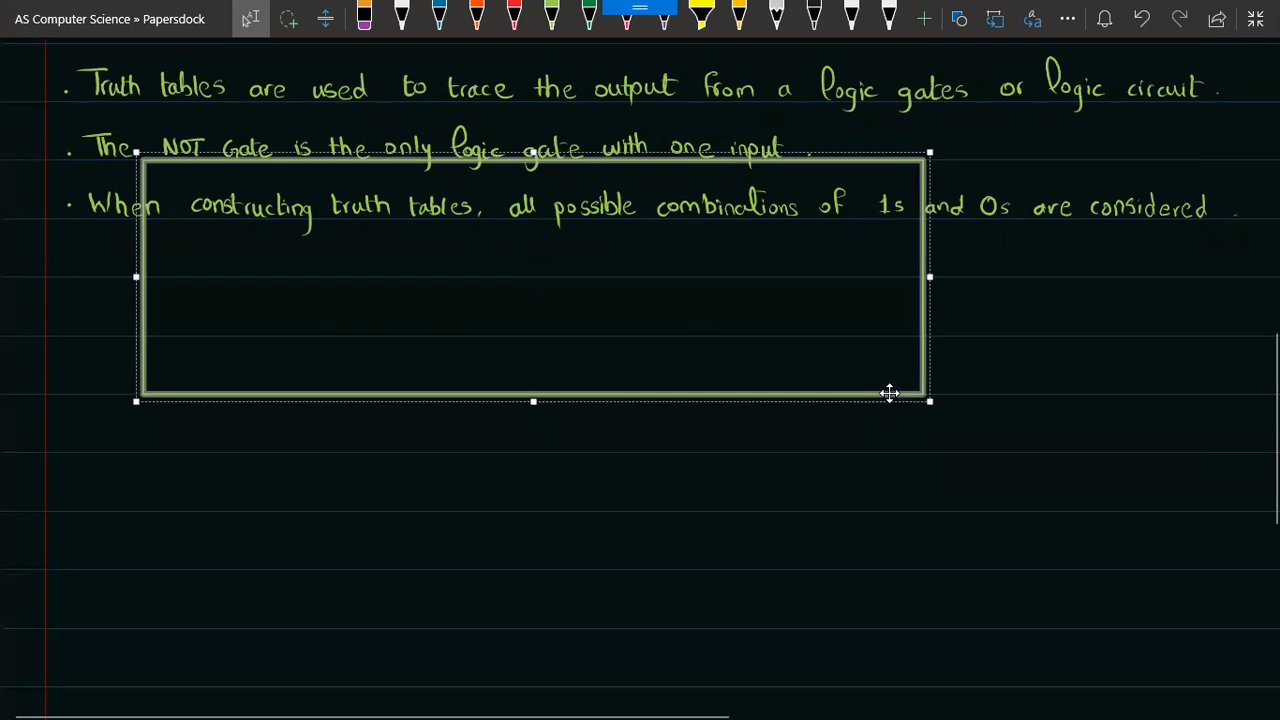 AS Computer Science » Papersdock
. Truth tables are used to trace the output from a logic gates or logic circuit.
. The NOT Gate is the only logic gate with one input.
. When constructing truth tables, all possible combinations of 1s and 0s are considered.